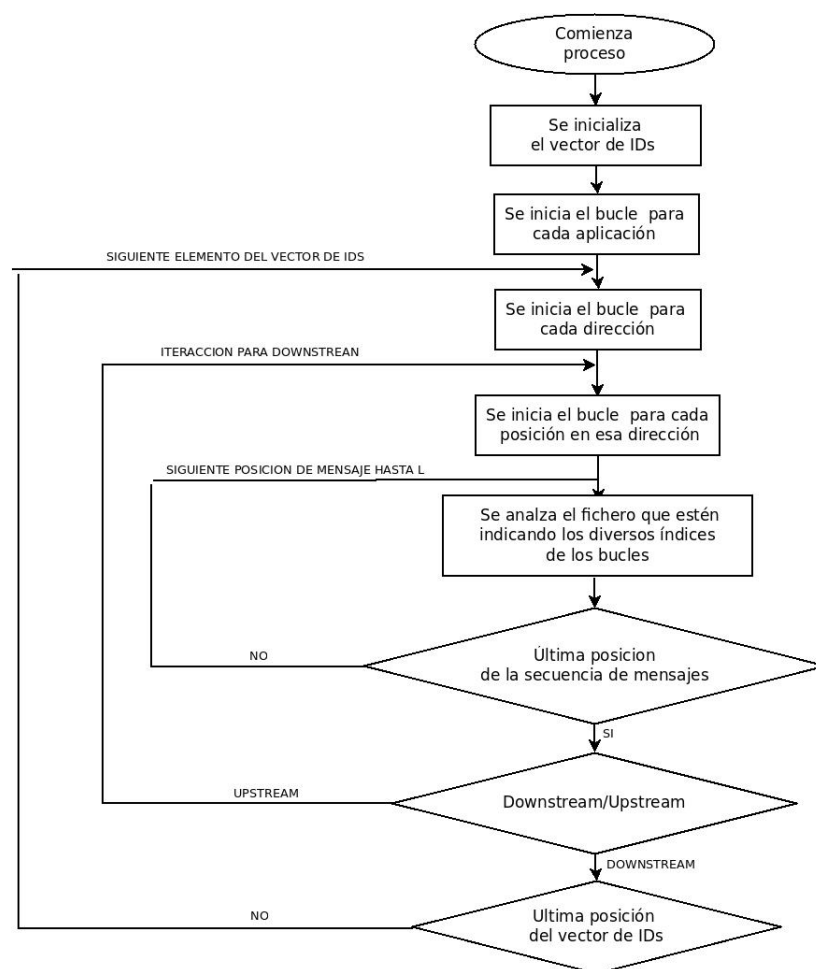 Comienza
proceso
Se inicializa
el vector de IDs
Se inicia el bucle para
cada aplicación
SIGUIENTE ELEMENTO DEL VECTOR DE IDS
Se inicia el bucle para
cada dirección
ITERACCION PARA DOWNSTREAN
Se inicia el bucle para cada
posición en esa dirección
SIGUIENTE POSICION DE MENSAJE HASTA L
Se analza el fichero que estén
indicando los diversos índices
de los bucles
NO
Última posicion
de la secuencia de mensajes
SI
UPSTREAM
Downstream/Upstream
DOWNSTREAM
NO
Ultima posición
del vector de IDs